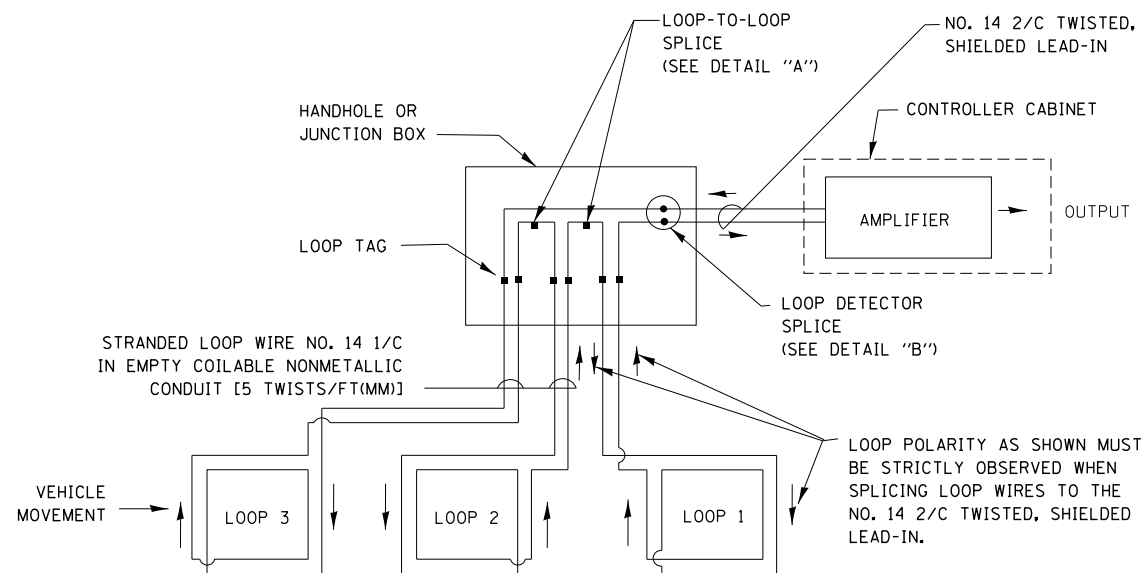 LOOP-TO-LOOP
SPLICE
(SEE DETAIL "A")
NO. 14 2/C TWISTED,
SHIELDED LEAD-IN
HANDHOLE OR
JUNCTION BOX
CONTROLLER CABINET
AMPLIFIER
OUTPUT
LOOP TAG
LOOP DETECTOR
SPLICE
(SEE DETAIL "B")
STRANDED LOOP WIRE NO. 14 1/C
IN EMPTY COILABLE NONMETALLIC
CONDUIT [5 TWISTS/FT(MM)]
LOOP POLARITY AS SHOWN MUST
BE STRICTLY OBSERVED WHEN
SPLICING LOOP WIRES TO THE
NO. 14 2/C TWISTED, SHIELDED
LEAD-IN.
VEHICLE
MOVEMENT
LOOP 3
LOOP 2
LOOP 1